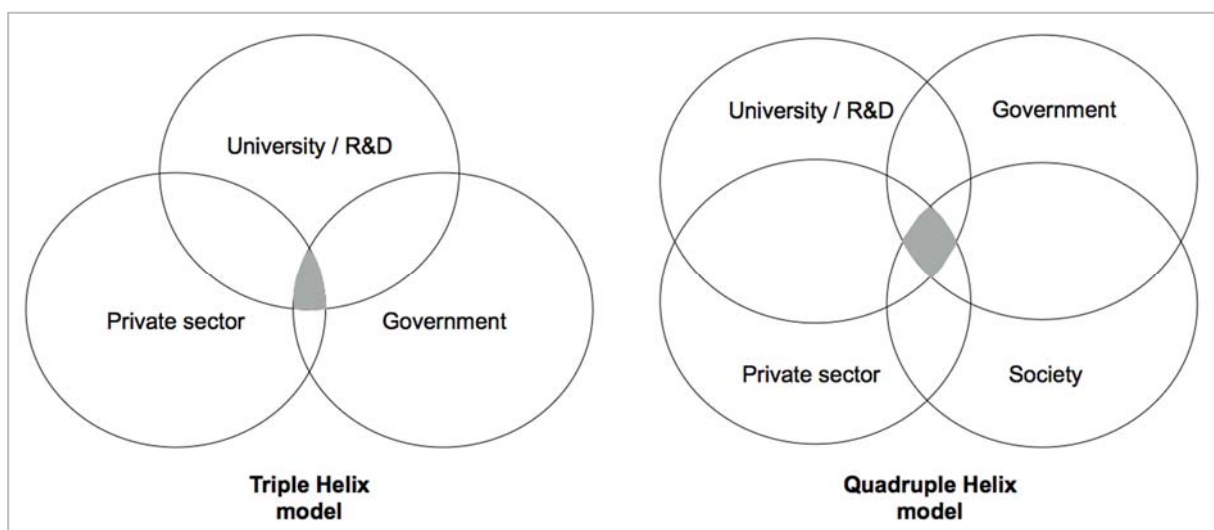 University / R&D
Private sector
Government
Triple Helix
model
University / R&D
Government
Private sector
Society
Quadruple Helix
model